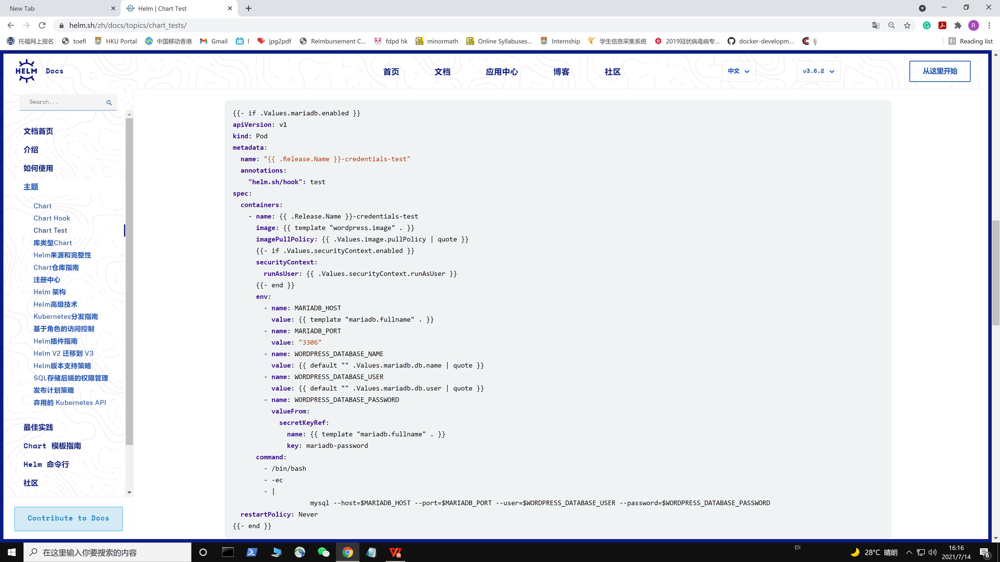 New Tab
Helm | Chart Test
helm.sh/zh/docs/topics/chart_tests/
托福网上报名
toefl
HKU Portal
中国移动香港
Gmail
l
jpg2pdf
Reimbursement C...
fdpd hk
minormath
Online Syllabuses...
Internship
学生信息采集系统
2019冠状病毒病专...
docker-developm...
lj
Reading list
HELM Docs
首页
文档
应用中心
博客
社区
中文
v3.6.2
从这里开始
Search...
文档首页
介绍
如何使用
主题
Chart
Chart Hook
Chart Test
库类型Chart
Helm来源和完整性
Chart仓库指南
注册中心
Helm 架构
Helm高级技术
Kubernetes分发指南
基于角色的访问控制
Helm插件指南
Helm V2 迁移到 V3
Helm版本支持策略
SQL存储后端的权限管理
发布计划策略
弃用的 Kubernetes API
最佳实践
Chart 模板指南
Helm 命令行
社区
Contribute to Docs
{{- if .Values.mariadb.enabled }}
apiVersion: v1
kind: Pod
metadata:
  name: "{{ .Release.Name }}-credentials-test"
  annotations:
    "helm.sh/hook": test
spec:
  containers:
    - name: {{ .Release.Name }}-credentials-test
      image: {{ template "wordpress.image" . }}
      imagePullPolicy: {{ .Values.image.pullPolicy | quote }}
      {{- if .Values.securityContext.enabled }}
      securityContext:
        runAsUser: {{ .Values.securityContext.runAsUser }}
      {{- end }}
      env:
        - name: MARIADB_HOST
          value: {{ template "mariadb.fullname" . }}
        - name: MARIADB_PORT
          value: "3306"
        - name: WORDPRESS_DATABASE_NAME
          value: {{ default "" .Values.mariadb.db.name | quote }}
        - name: WORDPRESS_DATABASE_USER
          value: {{ default "" .Values.mariadb.db.user | quote }}
        - name: WORDPRESS_DATABASE_PASSWORD
          valueFrom:
            secretKeyRef:
              name: {{ template "mariadb.fullname" . }}
              key: mariadb-password
      command:
        - /bin/bash
        - -ec
        - |
                    mysql --host=$MARIADB_HOST --port=$MARIADB_PORT --user=$WORDPRESS_DATABASE_USER --password=$WORDPRESS_DATABASE_PASSWORD
  restartPolicy: Never
{{- end }}
在这里输入你要搜索的内容
EN
28°C 晴朗
16:16
2021/7/14
6